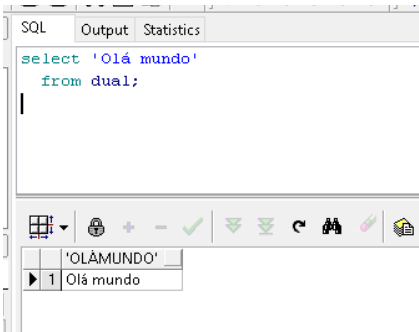 SQL Output Statistics
select 'Olá mundo'
from dual;
'OLÁMUNDO'
1 Olá mundo